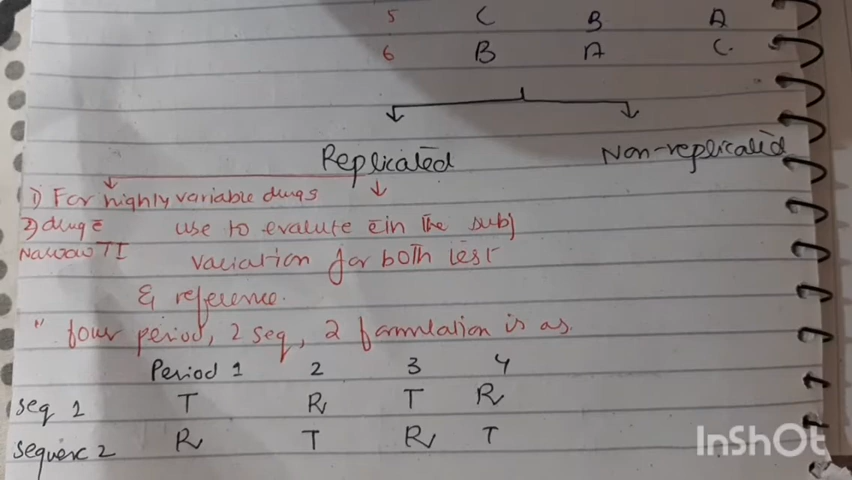 5 C B A
6 B A C
Replicated Non-replicated
1) For highly variable drugs
2) drug c̄ use to evalute c̄in the subj
Narrow TI variation for both test
& reference.
" four period, 2 seq, 2 formulation is as.
Period 1 2 3 4
seq 1 T R T R
sequenc 2 R T R T
InShOt